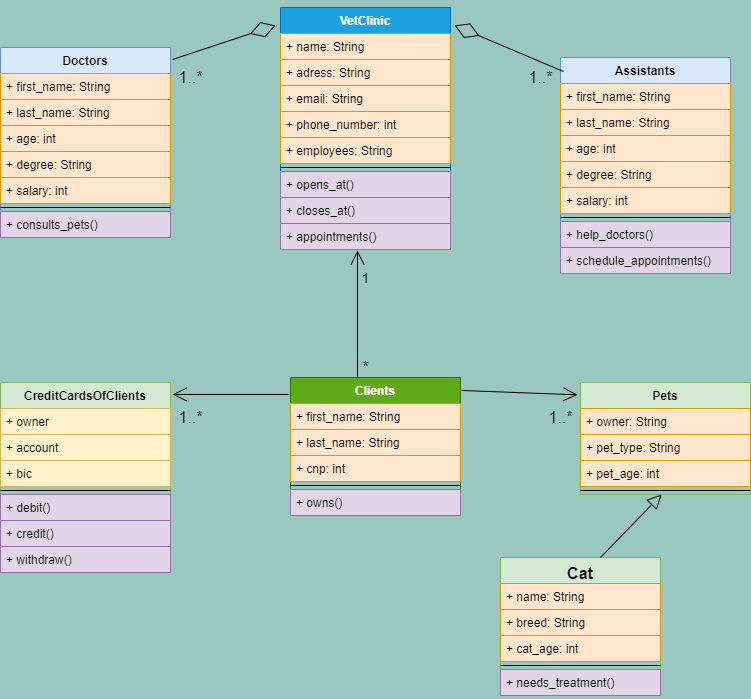 VetClinic
+ name: String
+ adress: String
+ email: String
+ phone_number: int
+ employees: String
+ opens_at()
+ closes_at()
+ appointments()
Doctors
+ first_name: String
+ last_name: String
+ age: int
+ degree: String
+ salary: int
+ consults_pets()
1..*
1..*
Assistants
+ first_name: String
+ last_name: String
+ age: int
+ degree: String
+ salary: int
+ help_doctors()
+ schedule_appointments()
1
*
CreditCardsOfClients
+ owner
+ account
+ bic
+ debit()
+ credit()
+ withdraw()
1..*
Clients
+ first_name: String
+ last_name: String
+ cnp: int
+ owns()
1..*
Pets
+ owner: String
+ pet_type: String
+ pet_age: int
Cat
+ name: String
+ breed: String
+ cat_age: int
+ needs_treatment()